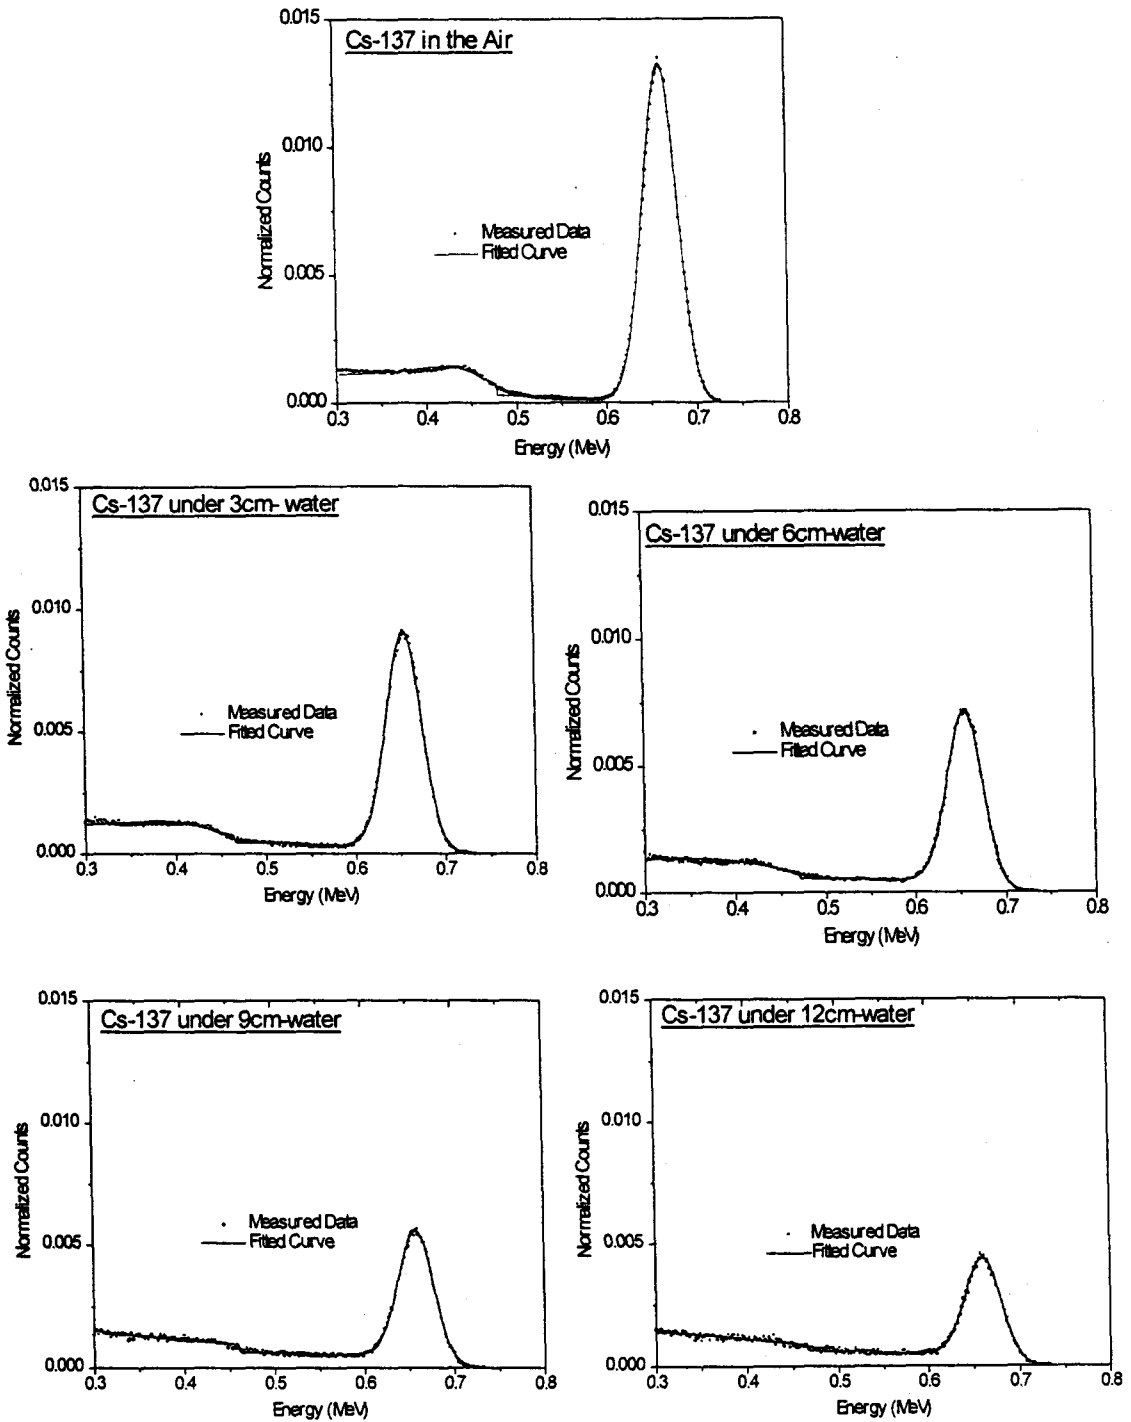 Cs-137 in the Air
0.015
0.010
0.005
0.000
Normalized Counts
Measured Data
Fitted Curve
0.3 0.4 0.5 0.6 0.7 0.8
Energy (MeV)
Cs-137 under 3cm- water
0.015
0.010
0.005
0.000
Normalized Counts
Measured Data
Fitted Curve
0.3 0.4 0.5 0.6 0.7 0.8
Energy (MeV)
Cs-137 under 6cm-water
0.015
0.010
0.005
0.000
Normalized Counts
Measured Data
Fitted Curve
0.3 0.4 0.5 0.6 0.7 0.8
Energy (MeV)
Cs-137 under 9cm-water
0.015
0.010
0.005
0.000
Normalized Counts
Measured Data
Fitted Curve
0.3 0.4 0.5 0.6 0.7 0.8
Energy (MeV)
Cs-137 under 12cm-water
0.015
0.010
0.005
0.000
Normalized Counts
Measured Data
Fitted Curve
0.3 0.4 0.5 0.6 0.7 0.8
Energy (MeV)